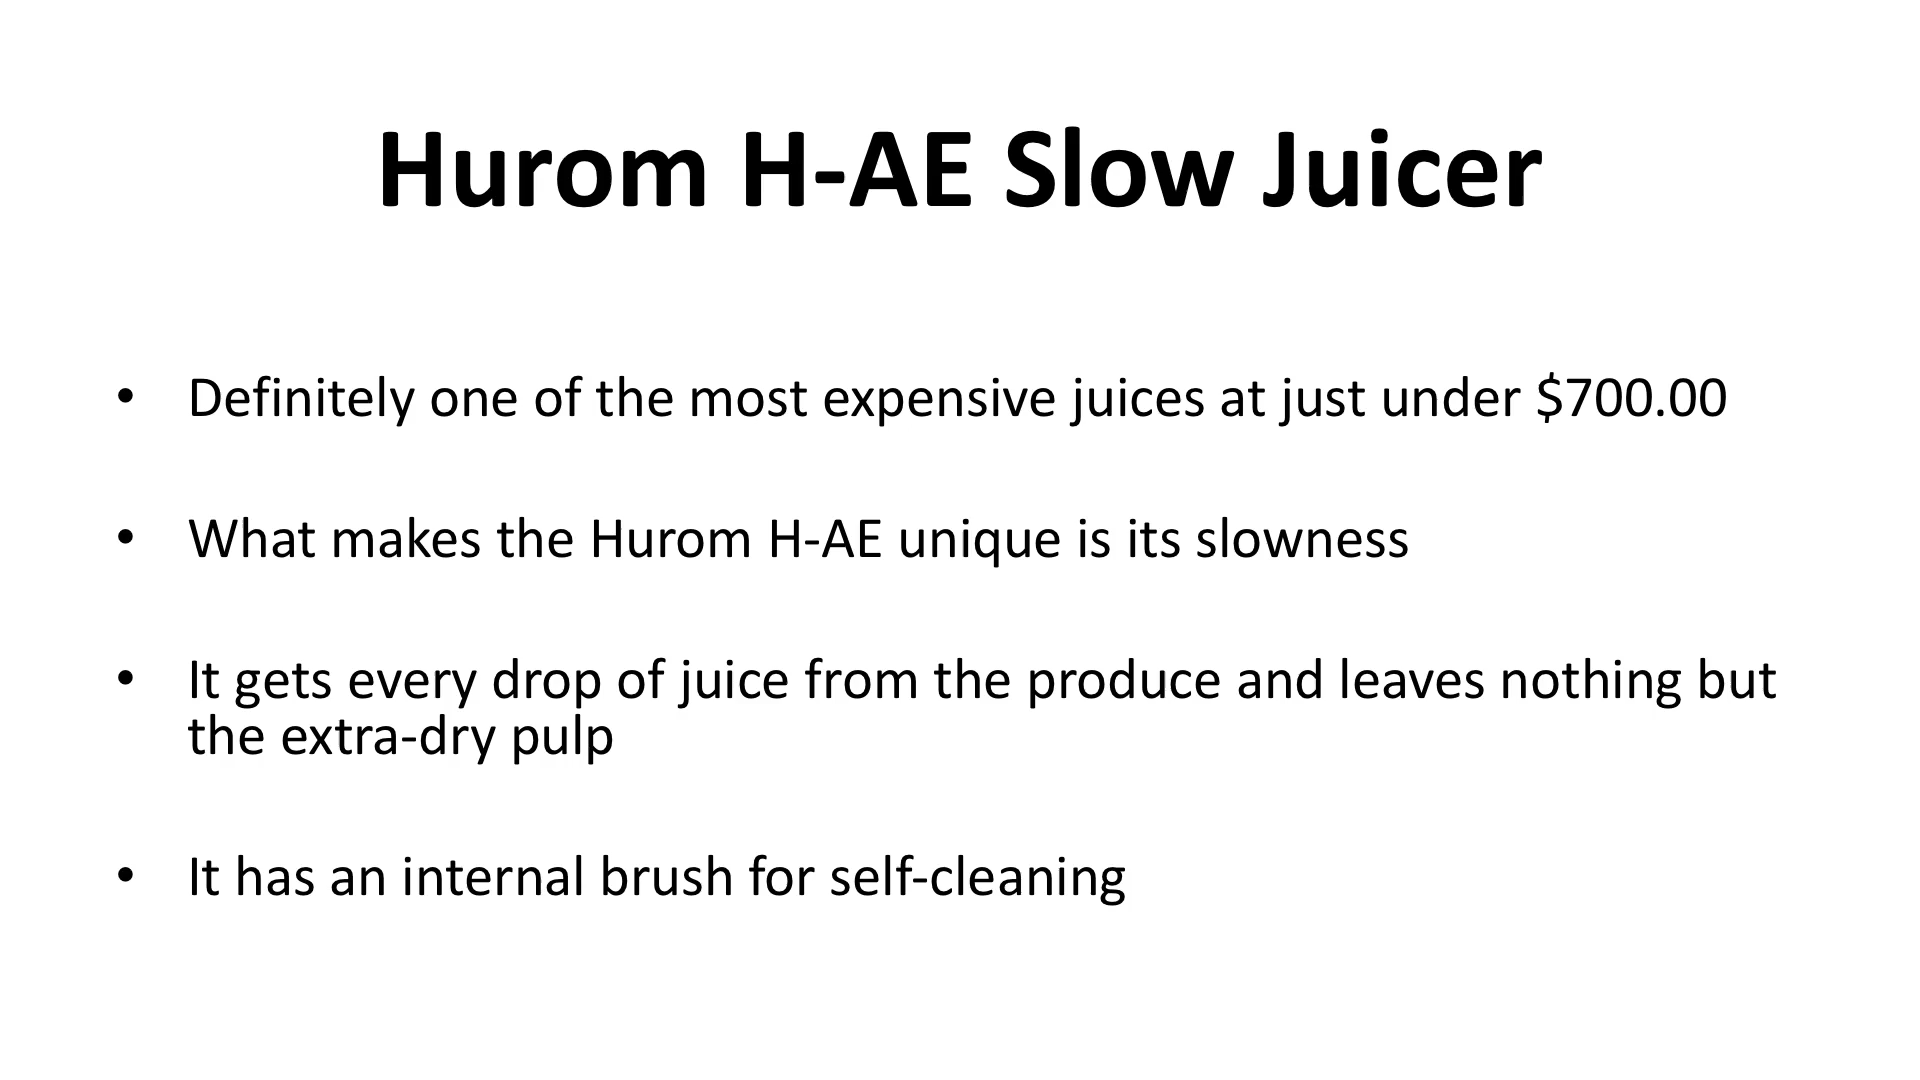 Hurom H-AE Slow Juicer
• Definitely one of the most expensive juices at just under $700.00
• What makes the Hurom H-AE unique is its slowness
• It gets every drop of juice from the produce and leaves nothing but
the extra-dry pulp
• It has an internal brush for self-cleaning